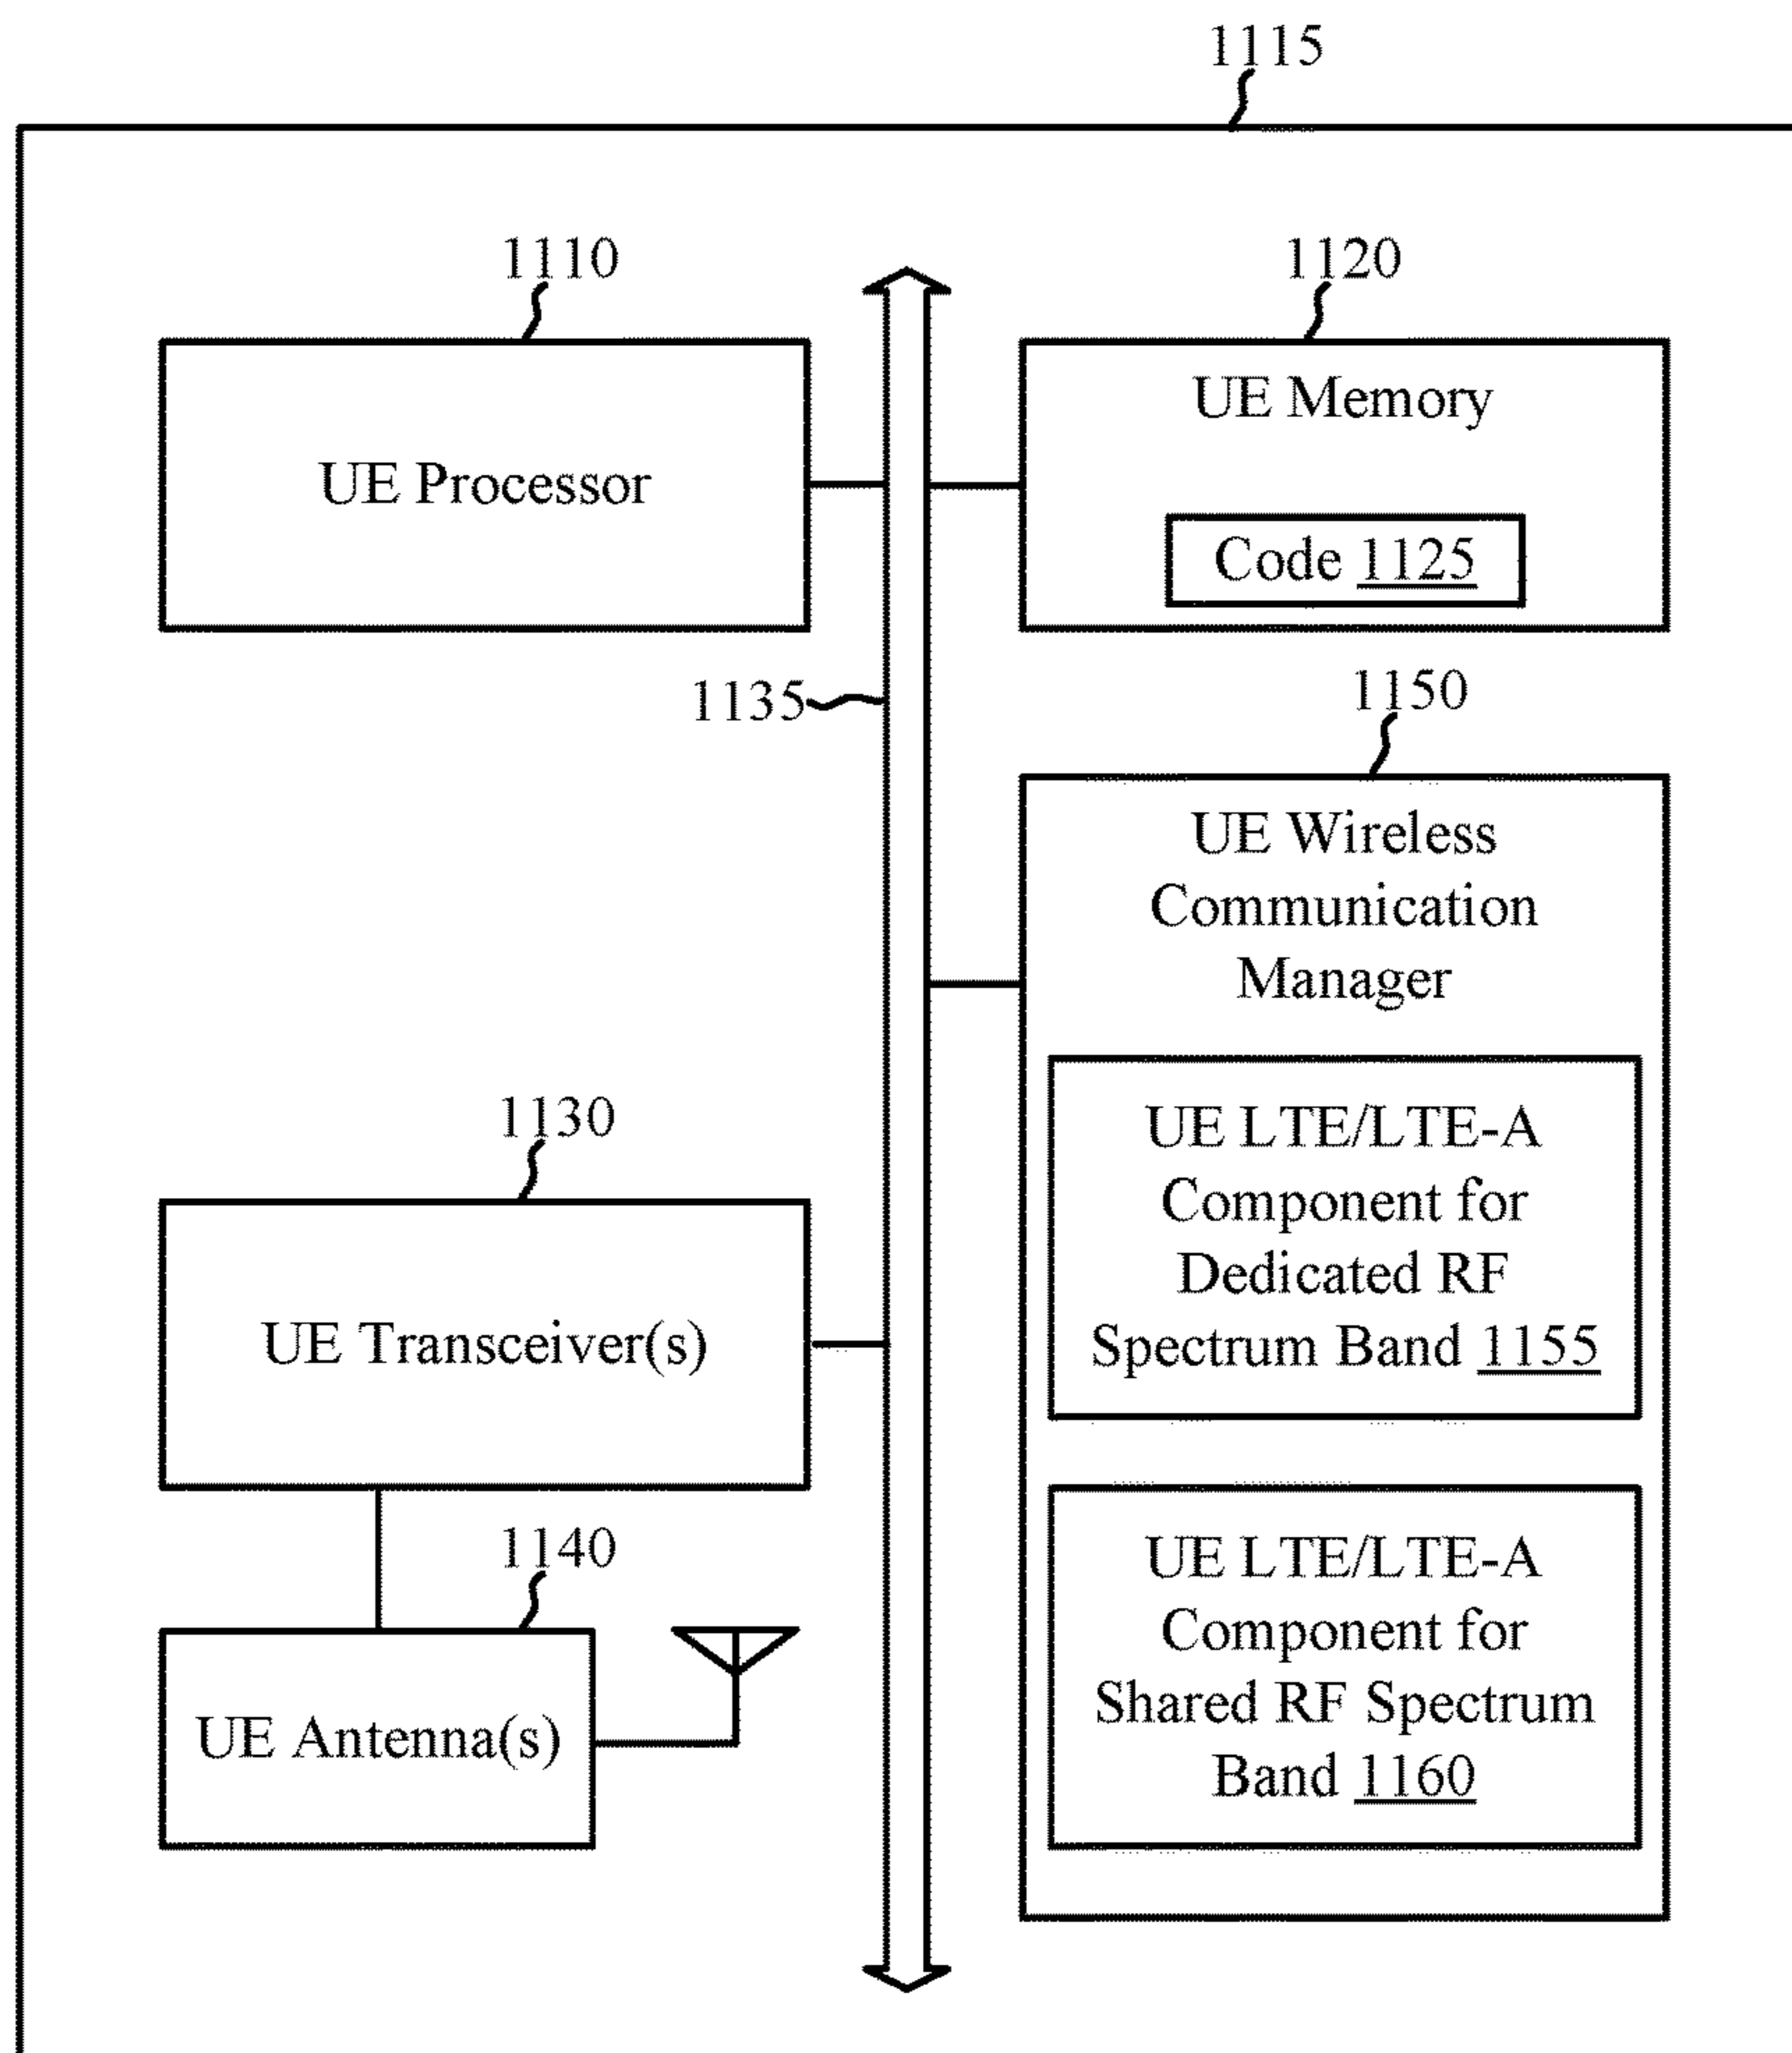 1115
1110
1120
UE Processor
UE Memory
Code 1125
1135
1150
UE Wireless
Communication
Manager
UE LTE/LTE-A
Component for
Dedicated RF
Spectrum Band 1155
1130
UE Transceiver(s)
1140
UE Antenna(s)
UE LTE/LTE-A
Component for
Shared RF Spectrum
Band 1160